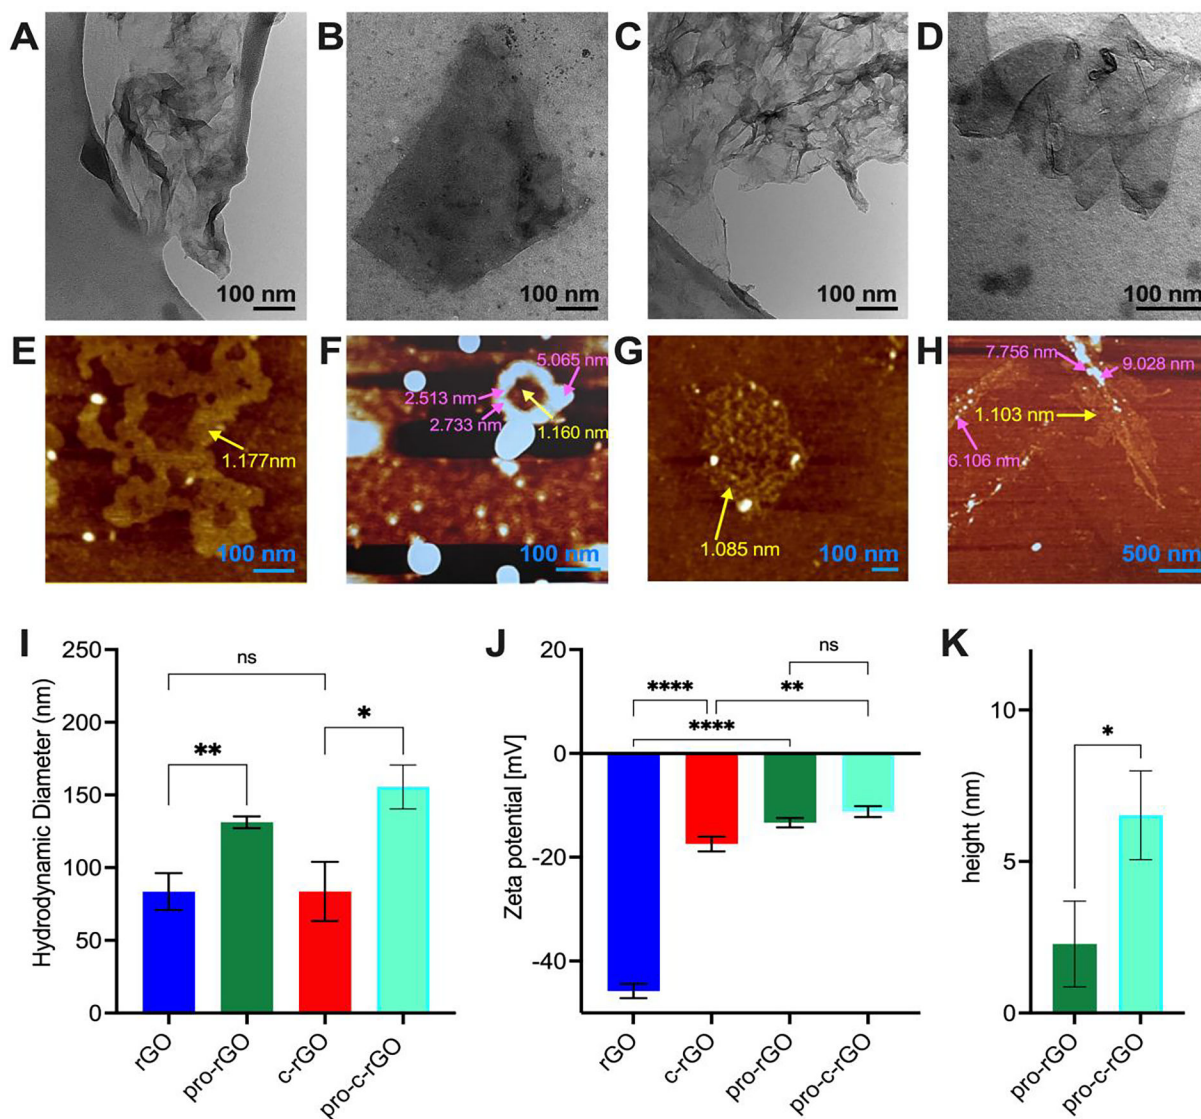 A
B
C
D
100 nm
100 nm
100 nm
100 nm
E
F
G
H
1.177nm
100 nm
5.065 nm
2.513 nm
2.733 nm
1.160 nm
100 nm
1.085 nm
100 nm
7.756 nm
9.028 nm
1.103 nm
6.106 nm
500 nm
I
Hydrodynamic Diameter (nm)
250
200
150
100
50
0
ns
**
*
rGO
pro-rGO
c-rGO
pro-c-rGO
J
Zeta potential [mV]
20
0
-20
-40
ns
****
**
****
rGO
c-rGO
pro-rGO
pro-c-rGO
K
height (nm)
10
5
0
*
pro-rGO
pro-c-rGO